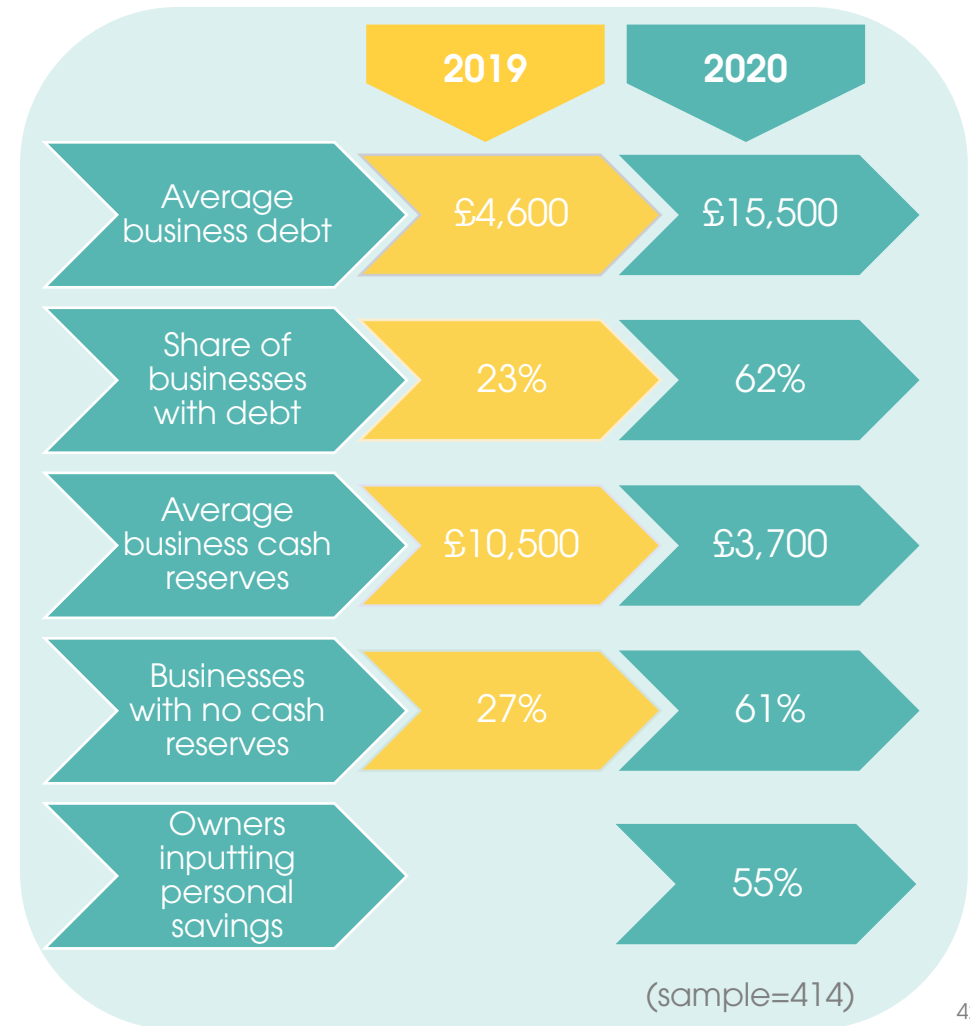 2019
2020
Average
business debt
£4,600
£15,500
Share of
businesses
with debt
23%
62%
Average
business cash
reserves
£10,500
£3,700
Businesses
with no cash
reserves
27%
61%
Owners
inputting
personal
savings
55%
(sample=414)